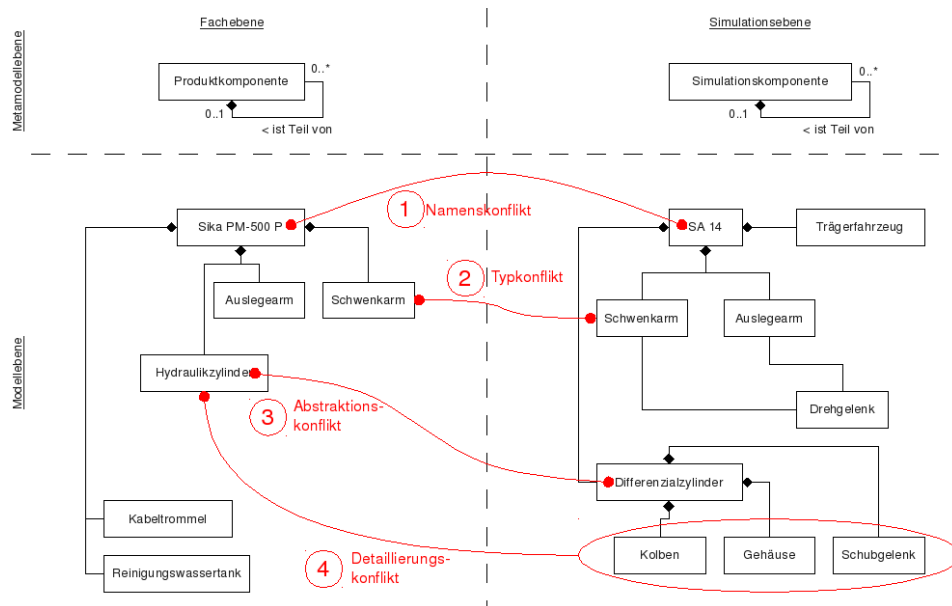 Fachebene
Simulationsebene
Metamodellebene
Produktkomponente
0..*
0..1
< ist Teil von
Simulationskomponente
0..*
0..1
< ist Teil von
Modellebene
1 Namenskonflikt
Sika PM-500 P
SA 14
Trägerfahrzeug
2 Typkonflikt
Auslegearm
Schwenkarm
Schwenkarm
Auslegearm
Hydraulikzylinder
3 Abstraktions-
konflikt
Drehgelenk
Differenzialzylinder
Kabeltrommel
Kolben
Gehäuse
Schubgelenk
4 Detaillierungs-
konflikt
Reinigungswassertank